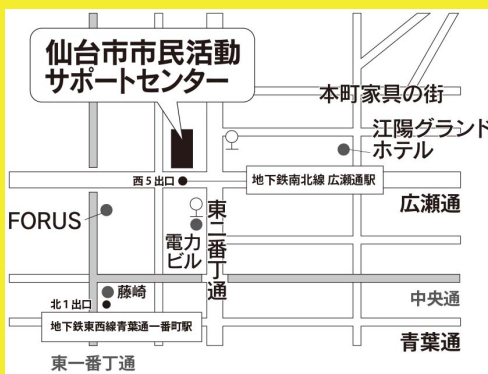 仙台市市民活動
サポートセンター
本町家具の街
江陽グランド
ホテル
西5出口
地下鉄南北線 広瀬通駅
広瀬通
FORUS
東二番丁通
電力
ビル
藤崎
北1出口
中央通
地下鉄東西線青葉通一番町駅
青葉通
東一番丁通